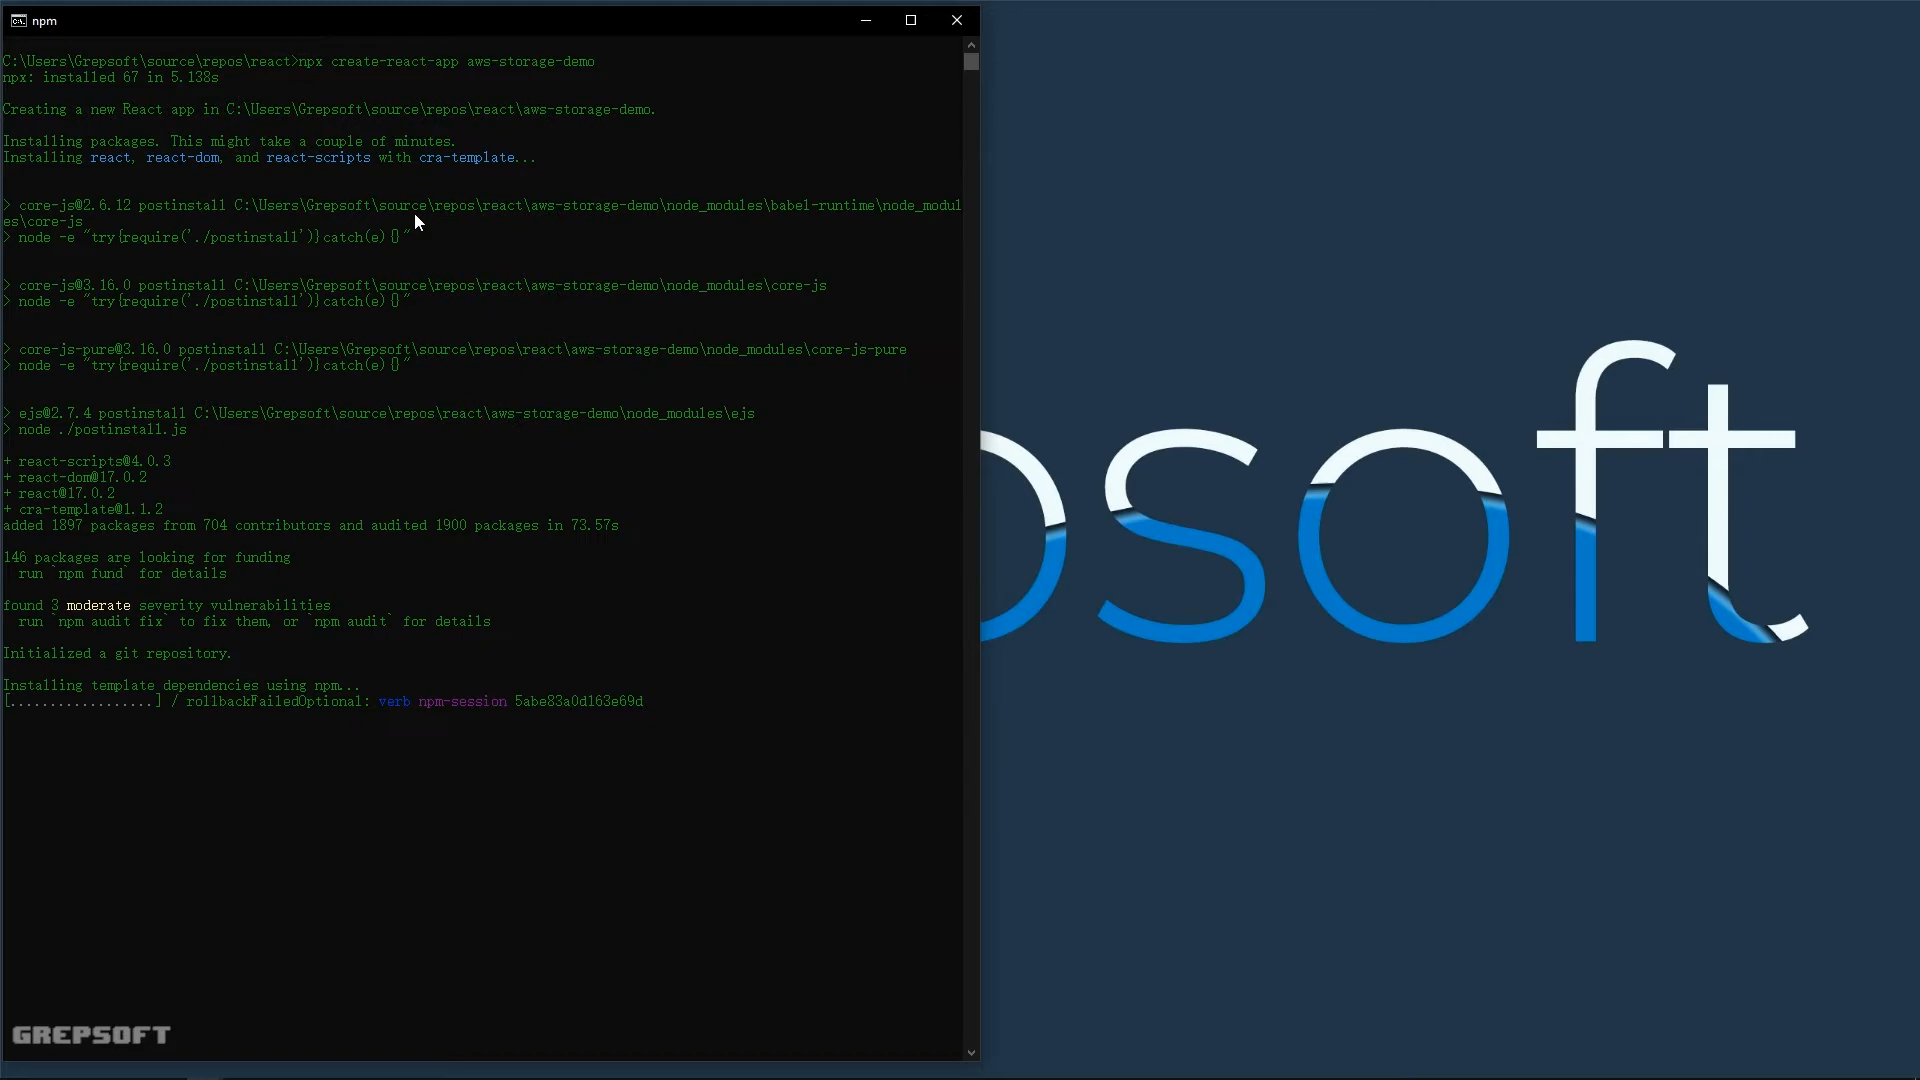 npm
C:\Users\Grepsoft\source\repos\react>npx create-react-app aws-storage-demo
npx: installed 67 in 5.138s
Creating a new React app in C:\Users\Grepsoft\source\repos\react\aws-storage-demo.
Installing packages. This might take a couple of minutes.
Installing react, react-dom, and react-scripts with cra-template...
> core-js@2.6.12 postinstall C:\Users\Grepsoft\source\repos\react\aws-storage-demo\node_modules\babel-runtime\node_modul
es\core-js
> node -e "try{require('./postinstall')}catch(e){}"
> core-js@3.16.0 postinstall C:\Users\Grepsoft\source\repos\react\aws-storage-demo\node_modules\core-js
> node -e "try{require('./postinstall')}catch(e){}"
> core-js-pure@3.16.0 postinstall C:\Users\Grepsoft\source\repos\react\aws-storage-demo\node_modules\core-js-pure
> node -e "try{require('./postinstall')}catch(e){}"
> ejs@2.7.4 postinstall C:\Users\Grepsoft\source\repos\react\aws-storage-demo\node_modules\ejs
> node ./postinstall.js
+ react-scripts@4.0.3
+ react-dom@17.0.2
+ react@17.0.2
+ cra-template@1.1.2
added 1897 packages from 704 contributors and audited 1900 packages in 73.57s
146 packages are looking for funding
run `npm fund` for details
found 3 moderate severity vulnerabilities
run `npm audit fix` to fix them, or `npm audit` for details
Initialized a git repository.
Installing template dependencies using npm...
[..................] / rollbackFailedOptional: verb npm-session 5abe83a0d163e69d
GREPSOFT
osoft